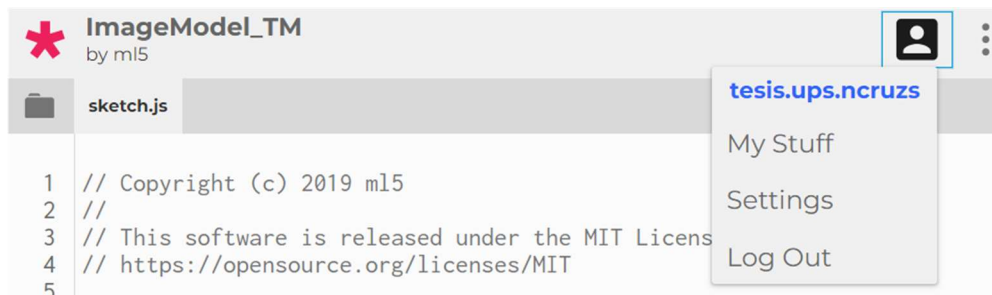 ImageModel_TM
by ml5
sketch.js
tesis.ups.ncruzs
My Stuff
Settings
Log Out
1 // Copyright (c) 2019 ml5
2 //
3 // This software is released under the MIT Licens
4 // https://opensource.org/licenses/MIT
5